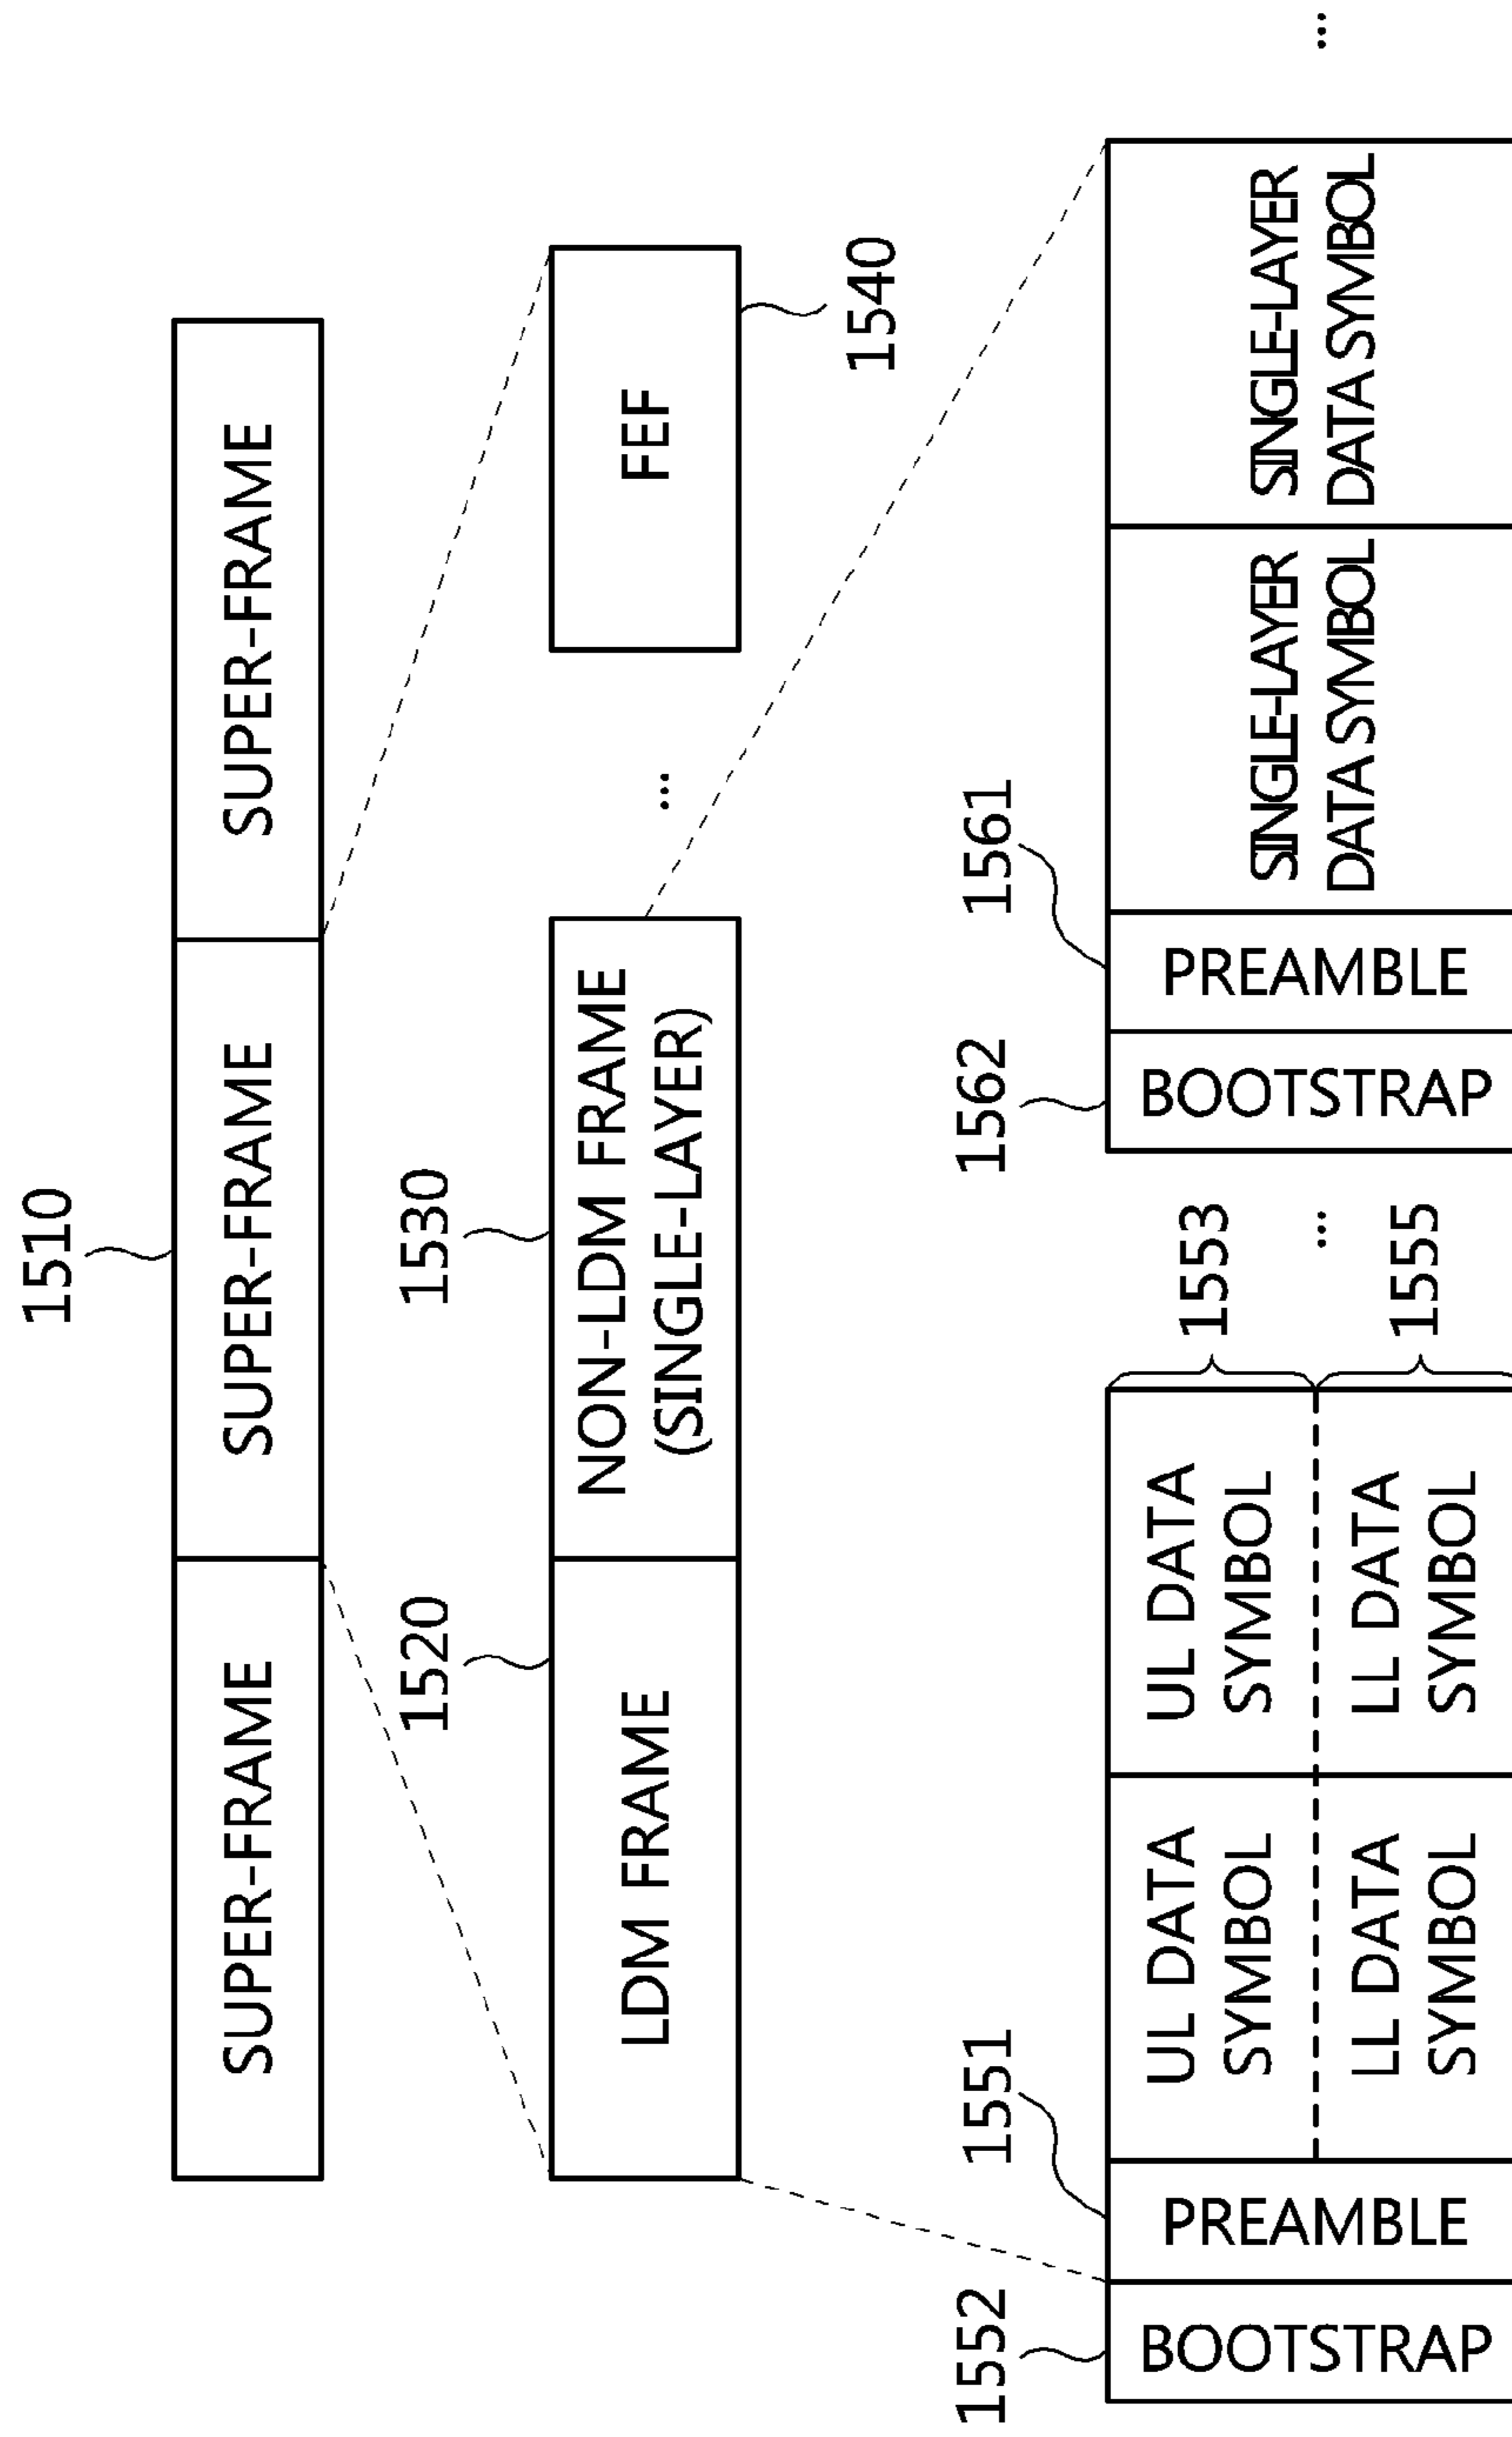 1510
SUPER-FRAME
SUPER-FRAME
SUPER-FRAME
1520
1530
LDM FRAME
NON-LDM FRAME
(SINGLE-LAYER)
...
FEF
1540
1552
1551
1562
1561
BOOTSTRAP
PREAMBLE
UL DATA
SYMBOL
UL DATA
SYMBOL
1553
LL DATA
SYMBOL
LL DATA
SYMBOL
1555
...
BOOTSTRAP
PREAMBLE
SINGLE-LAYER
DATA SYMBOL
SINGLE-LAYER
DATA SYMBOL
...